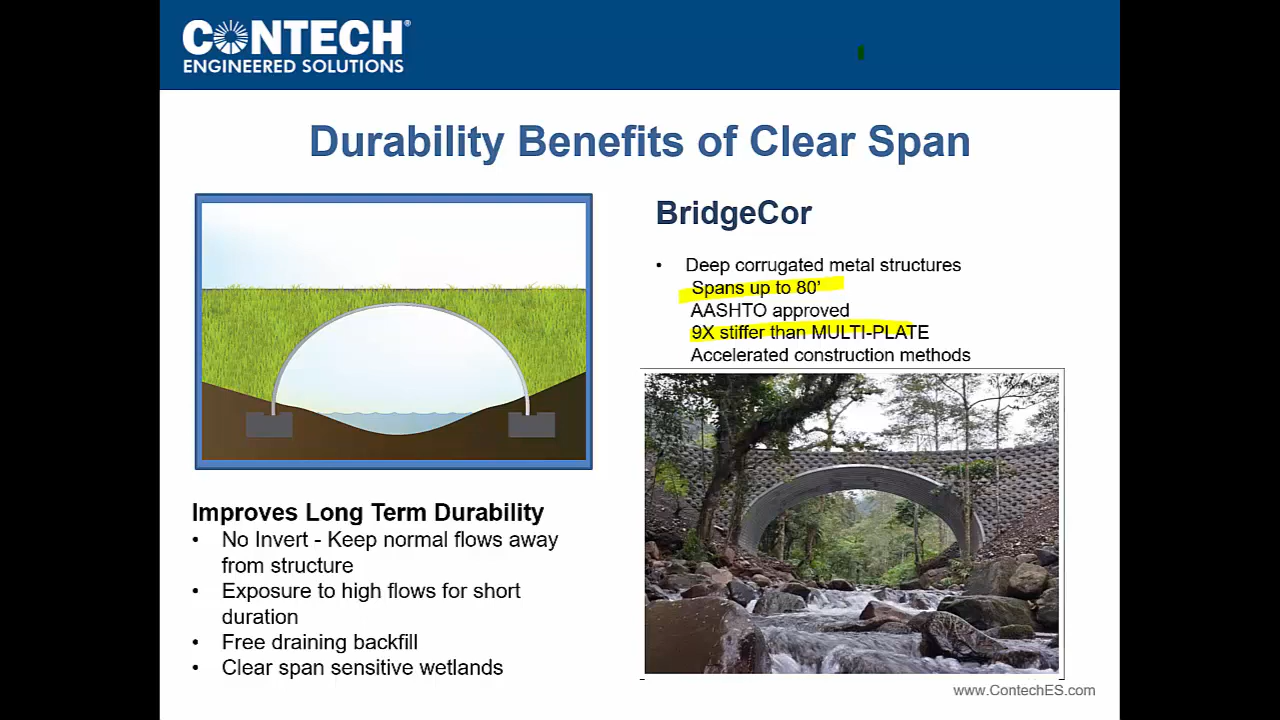 CONTECH®
ENGINEERED SOLUTIONS
Durability Benefits of Clear Span
BridgeCor
• Deep corrugated metal structures
Spans up to 80'
AASHTO approved
9X stiffer than MULTI-PLATE
Accelerated construction methods
Improves Long Term Durability
• No Invert - Keep normal flows away
from structure
• Exposure to high flows for short
duration
• Free draining backfill
• Clear span sensitive wetlands
www.ContechES.com